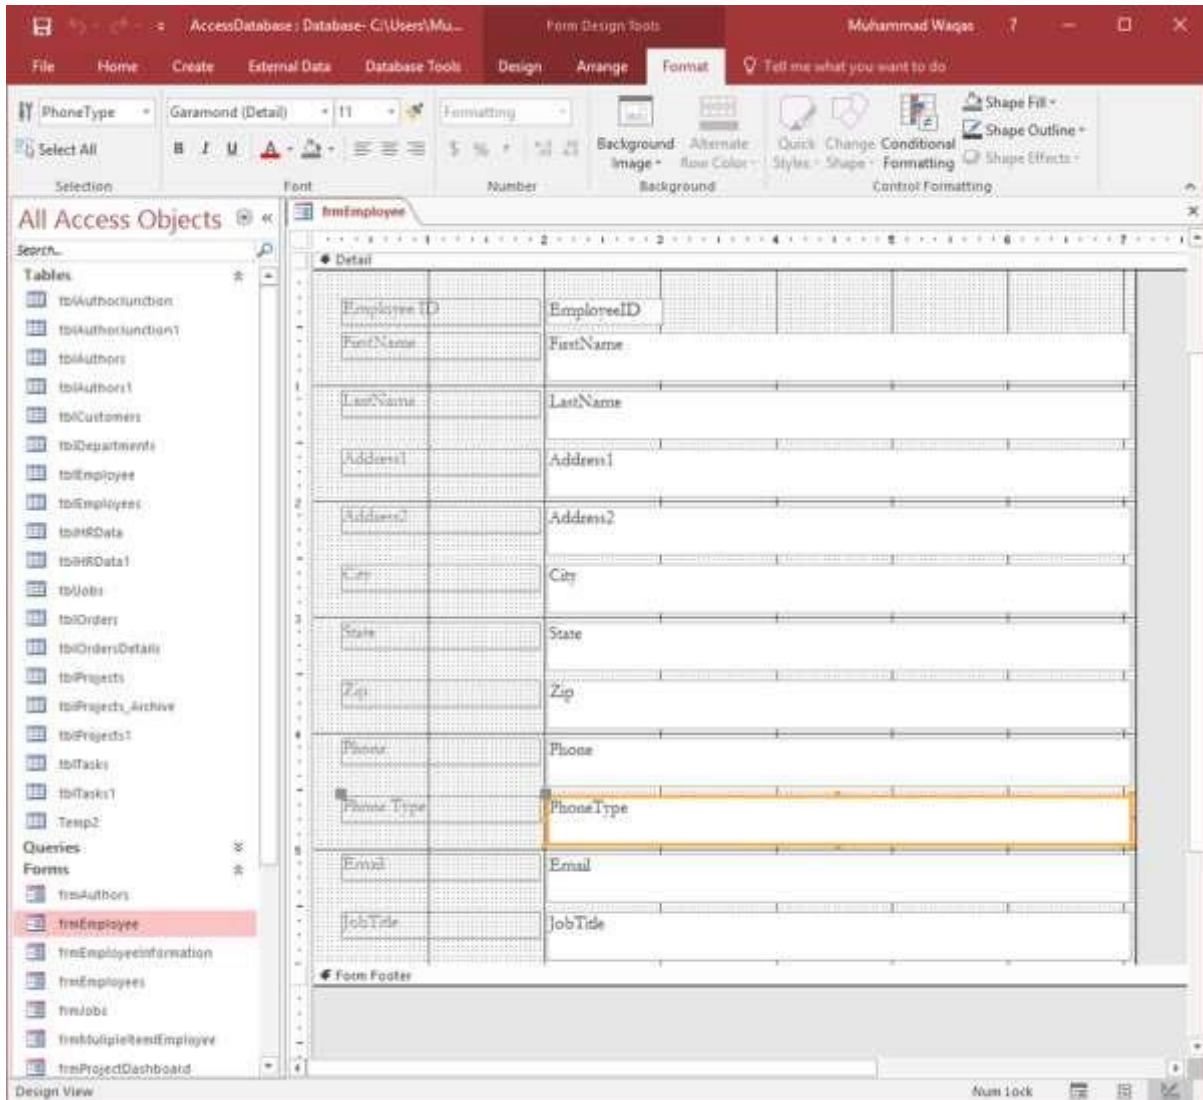 AccessDatabase : Database- C:\Users\Mu... Form Design Tools Muhammad Waqas ?
File Home Create External Data Database Tools Design Arrange Format Tell me what you want to do
PhoneType Garamond (Detail) 11 Formatting
Select All B I U A $ %
Background Image Alternate Row Color Quick Styles Change Shape Conditional Formatting Shape Fill Shape Outline Shape Effects
Selection Font Number Background Control Formatting
All Access Objects
Search...
Tables
tblAuthorJunction
tblAuthorJunction1
tblAuthors
tblAuthors1
tblCustomers
tblDepartments
tblEmployee
tblEmployees
tblHRData
tblHRData1
tblJobs
tblOrders
tblOrdersDetails
tblProjects
tblProjects_Archive
tblProjects1
tblTasks
tblTasks1
Temp2
Queries
Forms
frmAuthors
frmEmployee
frmEmployeeInformation
frmEmployees
frmJobs
frmMulipleItemEmployee
frmProjectDashboard
frmEmployee
Detail
Employee ID EmployeeID
FirstName FirstName
LastName LastName
Address1 Address1
Address2 Address2
City City
State State
Zip Zip
Phone Phone
Phone Type PhoneType
Email Email
JobTitle JobTitle
Form Footer
Design View Num Lock